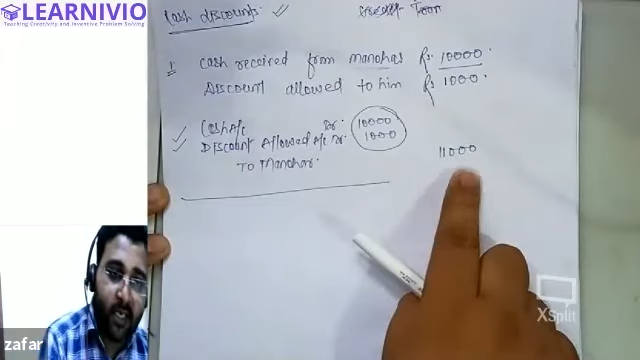 LEARNIVIO
Teaching Creativity and Inventive Problem Solving
Cash discounts
1. Cash received from manohar Rs. 10000
Discount allowed to him Rs 1000
Cash A/c Dr. 10000
Discount Allowed A/c Dr. 1000
To Manohar. 11000
XSplit
zafar